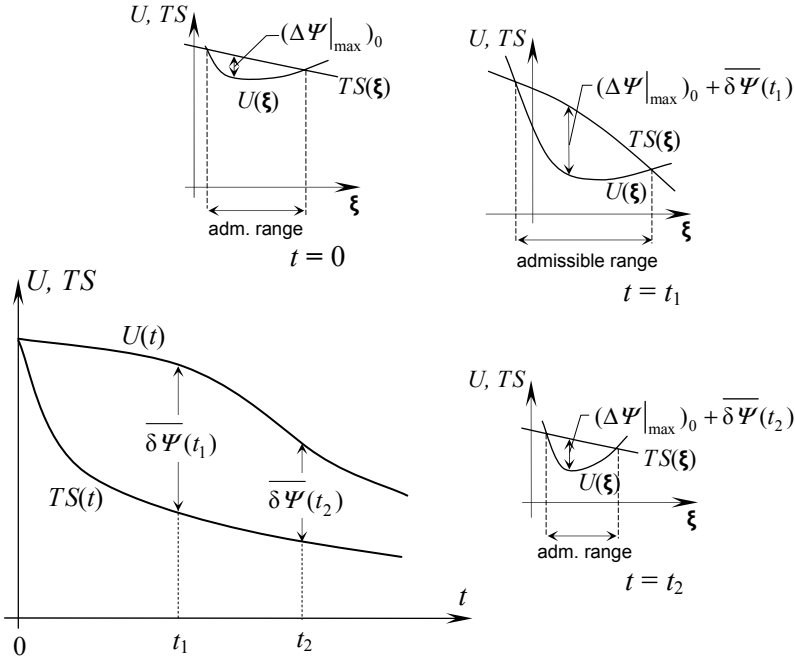 U, TS
(ΔΨ|max)₀
TS(ξ)
U(ξ)
ξ
adm. range
t = 0
U, TS
(ΔΨ|max)₀ + δΨ̅(t₁)
TS(ξ)
U(ξ)
ξ
admissible range
t = t₁
U, TS
U(t)
δΨ̅(t₁)
δΨ̅(t₂)
TS(t)
t
0
t₁
t₂
U, TS
(ΔΨ|max)₀ + δΨ̅(t₂)
TS(ξ)
U(ξ)
ξ
adm. range
t = t₂